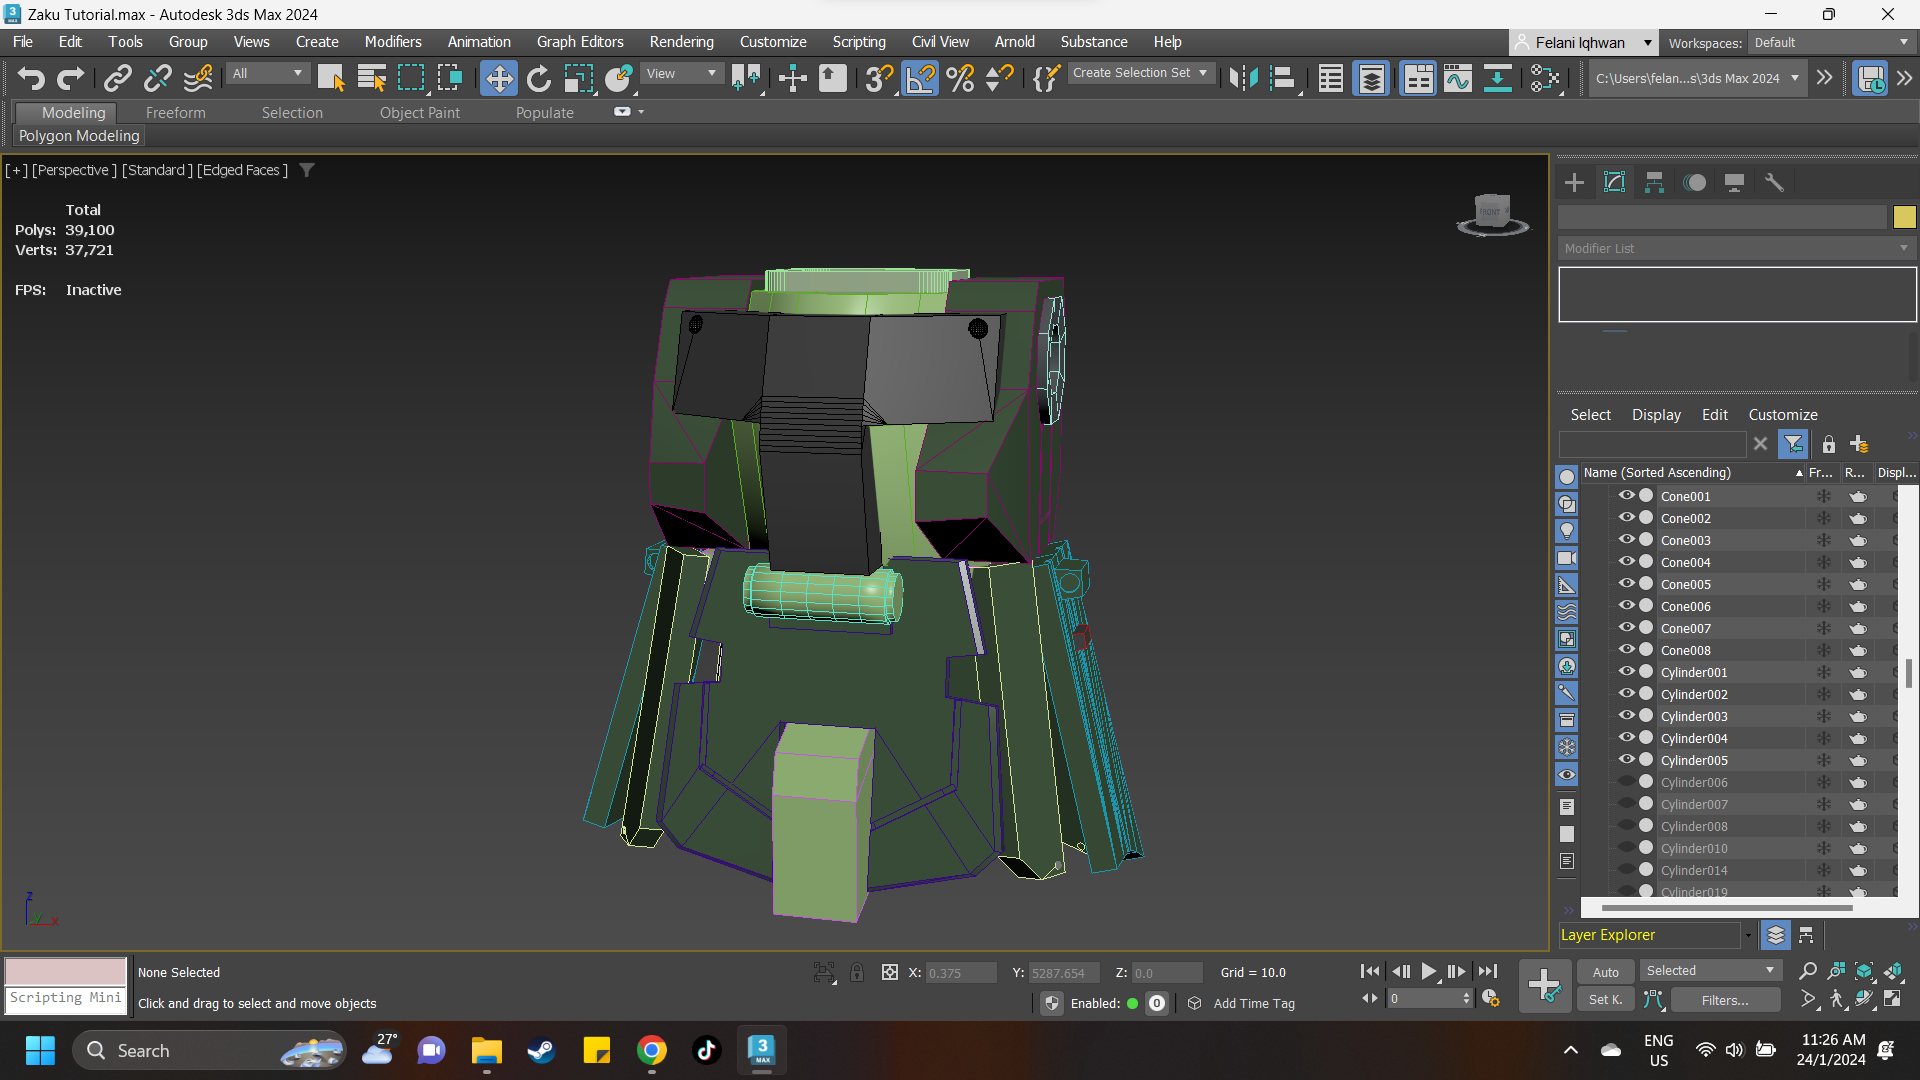 Zaku Tutorial.max - Autodesk 3ds Max 2024
File Edit Tools Group Views Create Modifiers Animation Graph Editors Rendering Customize Scripting Civil View Arnold Substance Help
Felani Iqhwan
Workspaces: Default
All
View
Create Selection Set
C:\Users\felan...s\3ds Max 2024
Modeling Freeform Selection Object Paint Populate
Polygon Modeling
[+] [Perspective ] [Standard ] [Edged Faces ]
Total
Polys: 39,100
Verts: 37,721
FPS: Inactive
FRONT
Modifier List
Select Display Edit Customize
Name (Sorted Ascending) Fr... R... Displ...
Cone001
Cone002
Cone003
Cone004
Cone005
Cone006
Cone007
Cone008
Cylinder001
Cylinder002
Cylinder003
Cylinder004
Cylinder005
Cylinder006
Cylinder007
Cylinder008
Cylinder010
Cylinder014
Cylinder019
Layer Explorer
z
x
Scripting Mini
None Selected
Click and drag to select and move objects
X: 0.375 Y: 5287.654 Z: 0.0 Grid = 10.0
Enabled: 0 Add Time Tag
0
Auto Selected
Set K. Filters...
Search
27°
3
MAX
ENG
US
11:26 AM
24/1/2024